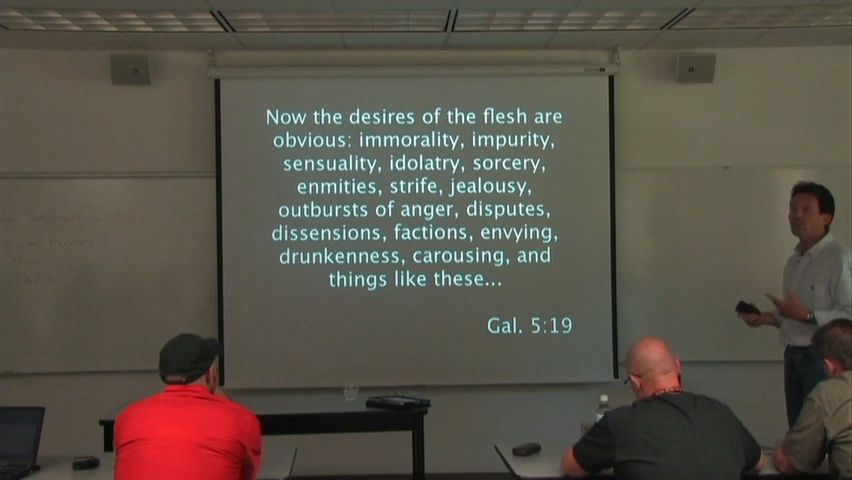 Now the desires of the flesh are
obvious: immorality, impurity,
sensuality, idolatry, sorcery,
enmities, strife, jealousy,
outbursts of anger, disputes,
dissensions, factions, envying,
drunkenness, carousing, and
things like these...
Gal. 5:19